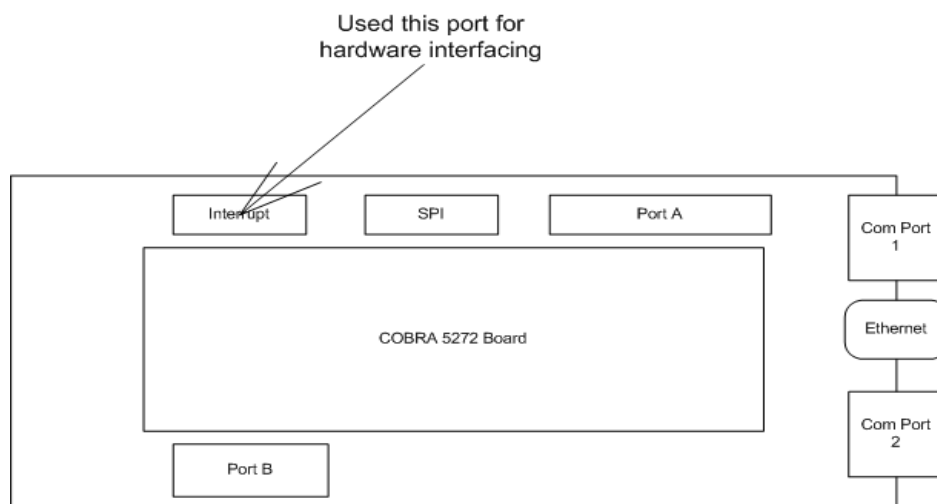 Used this port for
hardware interfacing
Interrupt
SPI
Port A
Com Port
1
COBRA 5272 Board
Ethernet
Com Port
2
Port B